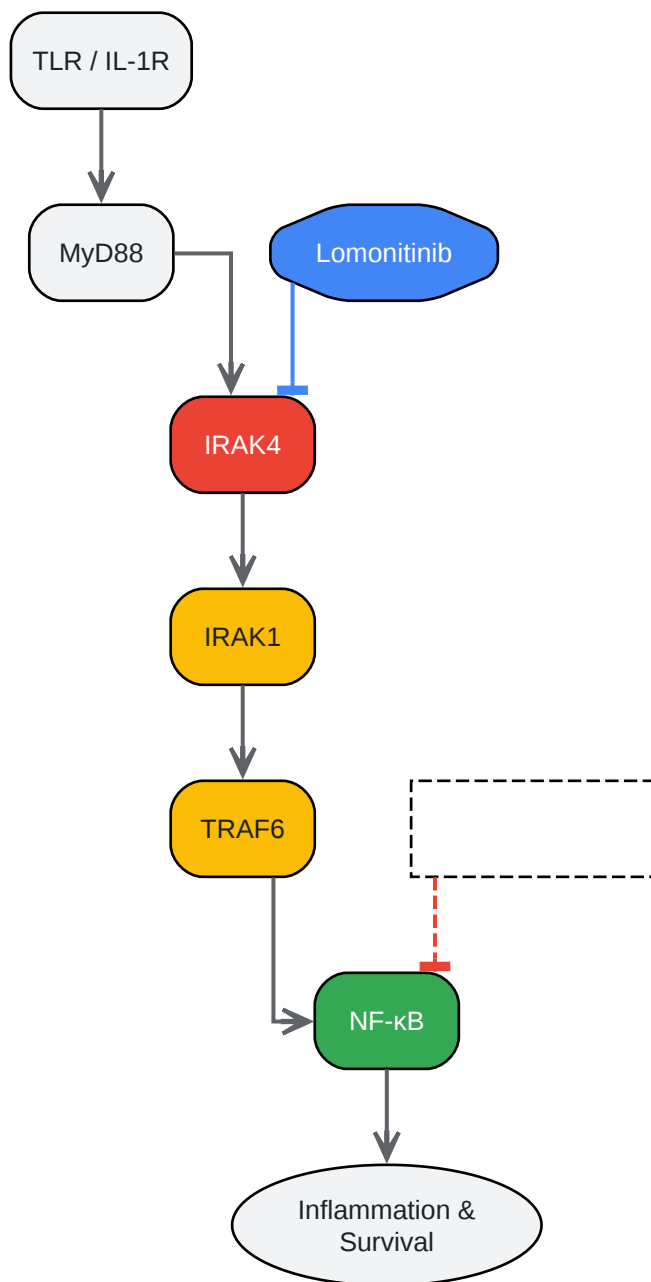 TLR / IL-1R
MyD88
Lomonitinib
IRAK4
IRAK1
TRAF6
NF-κB
Inflammation &
Survival